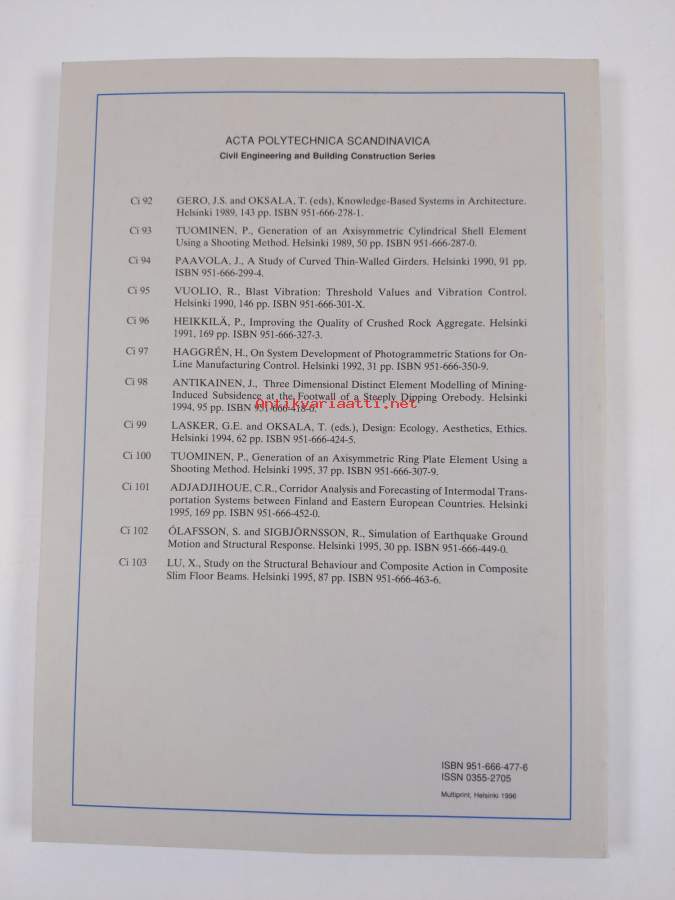 ACTA POLYTECHNICA SCANDINAVICA
Civil Engineering and Building Construction Series
Ci 92 GERO, J.S. and OKSALA, T. (eds), Knowledge-Based Systems in Architecture.
Helsinki 1989, 143 pp. ISBN 951-666-278-1.
Ci 93 TUOMINEN, P., Generation of an Axisymmetric Cylindrical Shell Element
Using a Shooting Method. Helsinki 1989, 50 pp. ISBN 951-666-287-0.
Ci 94 PAAVOLA, J., A Study of Curved Thin-Walled Girders. Helsinki 1990, 91 pp.
ISBN 951-666-299-4.
Ci 95 VUOLIO, R., Blast Vibration: Threshold Values and Vibration Control.
Helsinki 1990, 146 pp. ISBN 951-666-301-X.
Ci 96 HEIKKILÄ, P., Improving the Quality of Crushed Rock Aggregate. Helsinki
1991, 169 pp. ISBN 951-666-327-3.
Ci 97 HAGGRÉN, H., On System Development of Photogrammetric Stations for On-
Line Manufacturing Control. Helsinki 1992, 31 pp. ISBN 951-666-350-9.
Ci 98 ANTIKAINEN, J., Three Dimensional Distinct Element Modelling of Mining-
Induced Subsidence at the Footwall of a Steeply Dipping Orebody. Helsinki
Antikvariaatti.net
1994, 95 pp. ISBN 951-666-418-0.
Ci 99 LASKER, G.E. and OKSALA, T. (eds.), Design: Ecology, Aesthetics, Ethics.
Helsinki 1994, 62 pp. ISBN 951-666-424-5.
Ci 100 TUOMINEN, P., Generation of an Axisymmetric Ring Plate Element Using a
Shooting Method. Helsinki 1995, 37 pp. ISBN 951-666-307-9.
Ci 101 ADJADJIHOUE, C.R., Corridor Analysis and Forecasting of Intermodal Trans-
portation Systems between Finland and Eastern European Countries. Helsinki
1995, 169 pp. ISBN 951-666-452-0.
Ci 102 ÓLAFSSON, S. and SIGBJÖRNSSON, R., Simulation of Earthquake Ground
Motion and Structural Response. Helsinki 1995, 30 pp. ISBN 951-666-449-0.
Ci 103 LU, X., Study on the Structural Behaviour and Composite Action in Composite
Slim Floor Beams. Helsinki 1995, 87 pp. ISBN 951-666-463-6.
ISBN 951-666-477-6
ISSN 0355-2705
Multiprint, Helsinki 1996